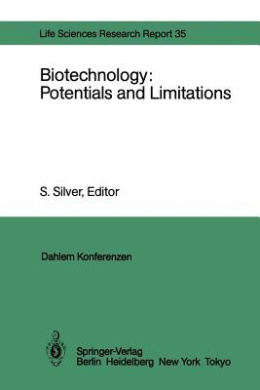 Life Sciences Research Report 35
Biotechnology:
Potentials and Limitations
S. Silver, Editor
Dahlem Konferenzen
Springer-Verlag
Berlin Heidelberg New York Tokyo